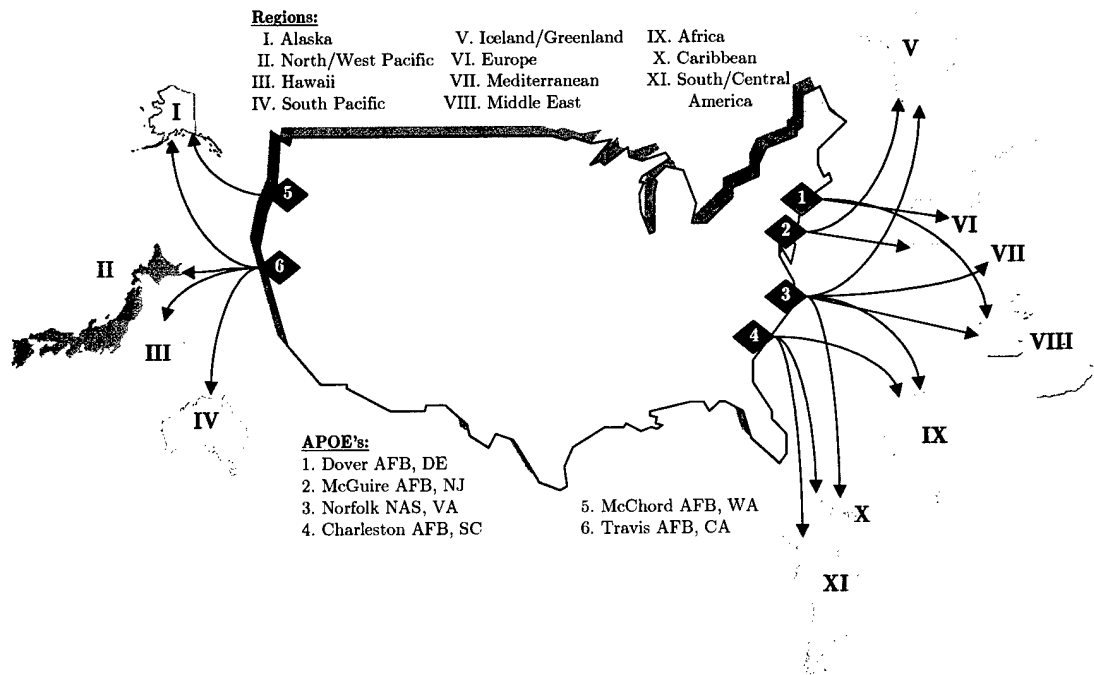 Regions:
I. Alaska
II. North/West Pacific
III. Hawaii
IV. South Pacific
V. Iceland/Greenland
VI. Europe
VII. Mediterranean
VIII. Middle East
IX. Africa
X. Caribbean
XI. South/Central
America
V
I
5
1
VI
2
II
6
VII
3
III
4
VIII
IV
IX
APOE's:
1. Dover AFB, DE
2. McGuire AFB, NJ
3. Norfolk NAS, VA
4. Charleston AFB, SC
5. McChord AFB, WA
6. Travis AFB, CA
X
XI